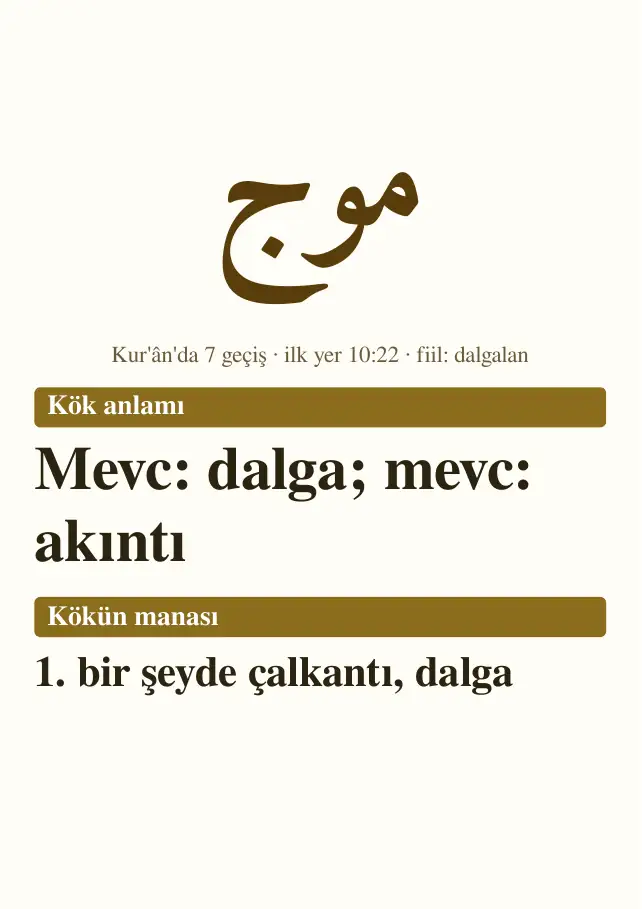 موج
Kur'ân'da 7 geçiş · ilk yer 10:22 · fiil: dalgalan
Kök anlamı
Mevc: dalga; mevc:
akıntı
Kökün manası
1. bir şeyde çalkantı, dalga